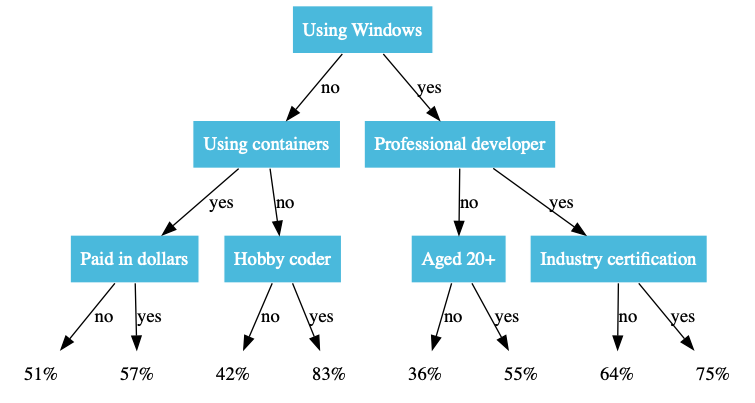 Using Windows
no
yes
Using containers
Professional developer
yes
no
no
yes
Paid in dollars
Hobby coder
Aged 20+
Industry certification
no
yes
no
yes
no
yes
no
yes
51%
57%
42%
83%
36%
55%
64%
75%